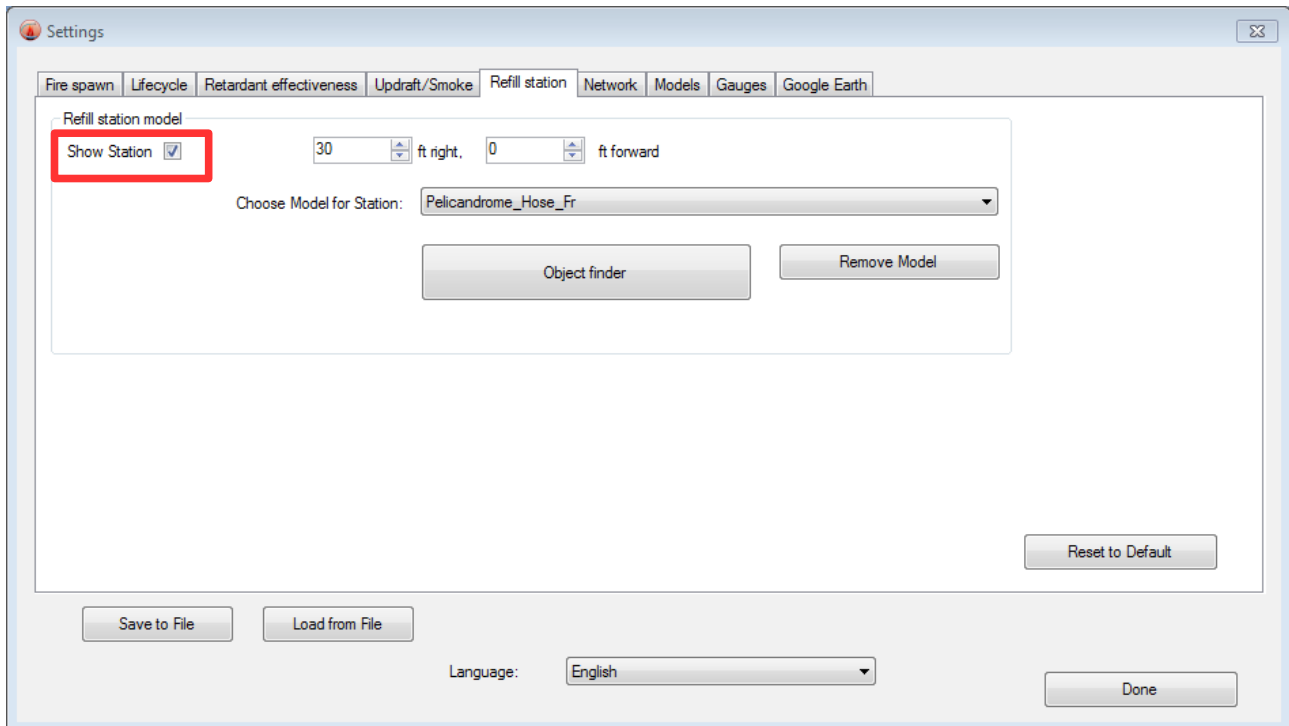 Settings
Fire spawn Lifecycle Retardant effectiveness Updraft/Smoke Refill station Network Models Gauges Google Earth
Refill station model
Show Station 30 ft right, 0 ft forward
Choose Model for Station: Pelicandrome_Hose_Fr
Object finder Remove Model
Reset to Default
Save to File Load from File
Language: English
Done